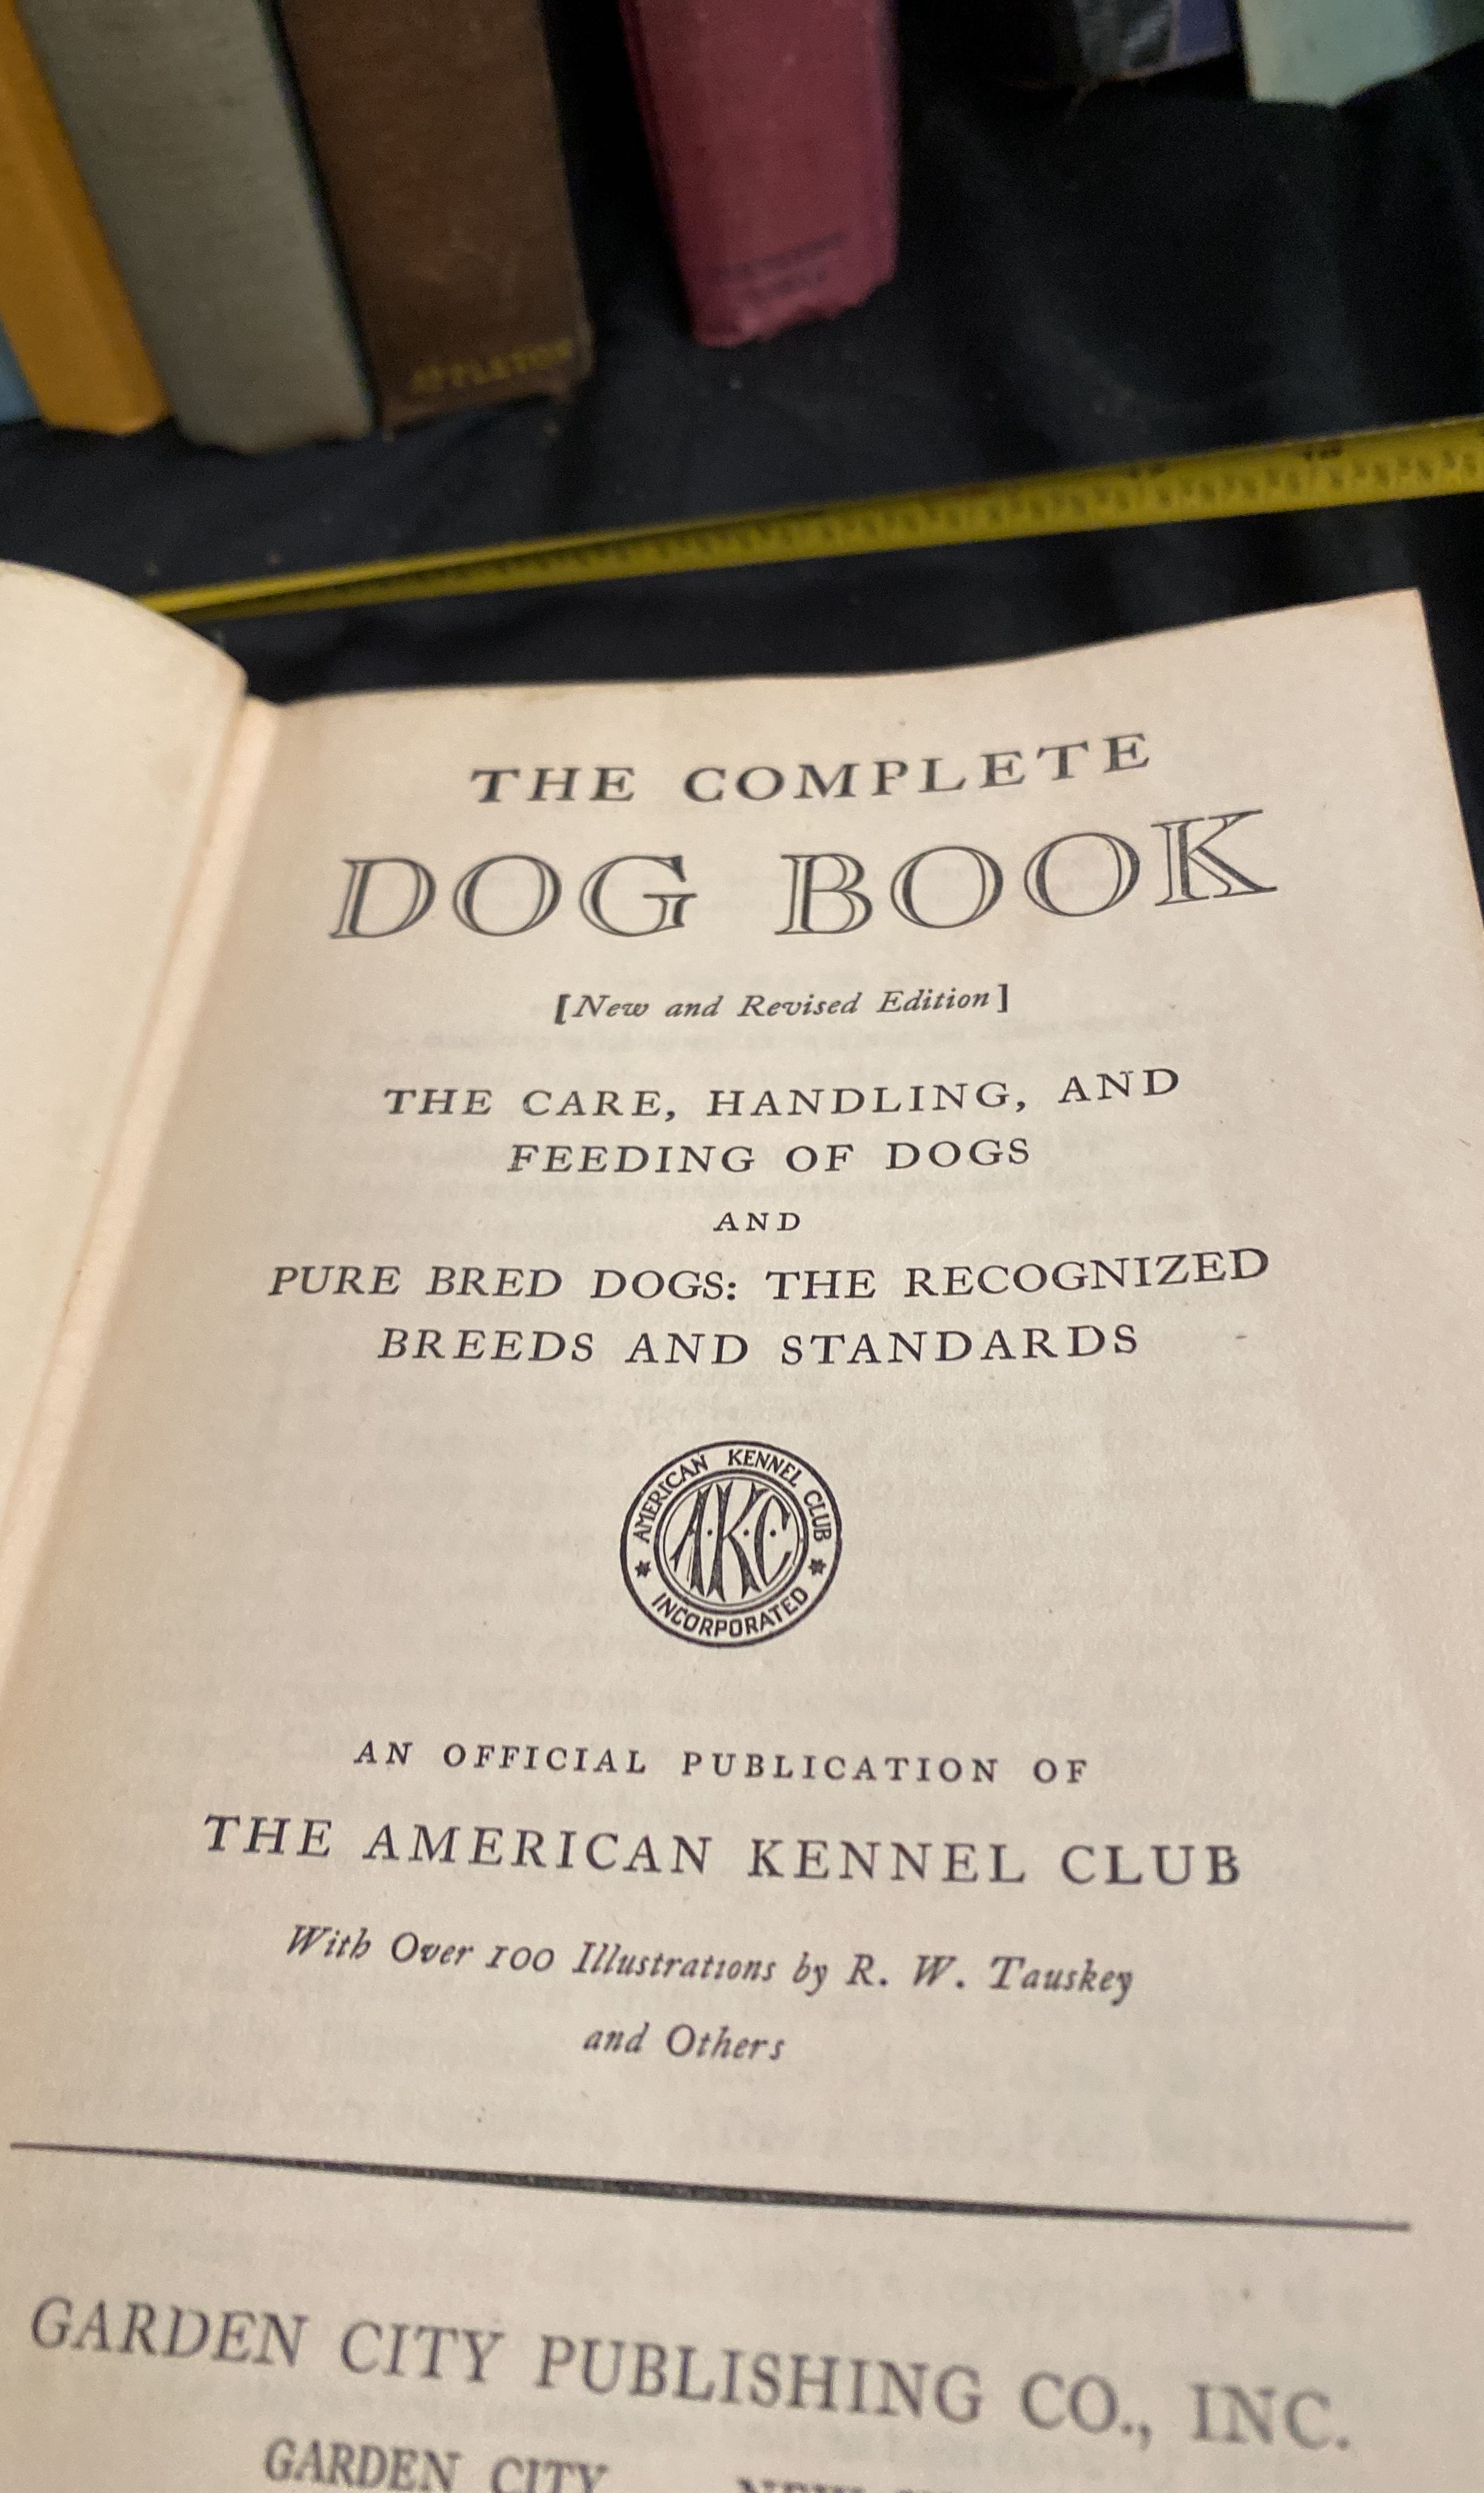 APPLETON
THE COMPLETE
DOG BOOK
[New and Revised Edition]
THE CARE, HANDLING, AND
FEEDING OF DOGS
AND
PURE BRED DOGS: THE RECOGNIZED
BREEDS AND STANDARDS
AMERICAN KENNEL CLUB
A·K·C
INCORPORATED
AN OFFICIAL PUBLICATION OF
THE AMERICAN KENNEL CLUB
With Over 100 Illustrations by R. W. Tauskey
and Others
GARDEN CITY PUBLISHING CO., INC.
GARDEN CITY NEW